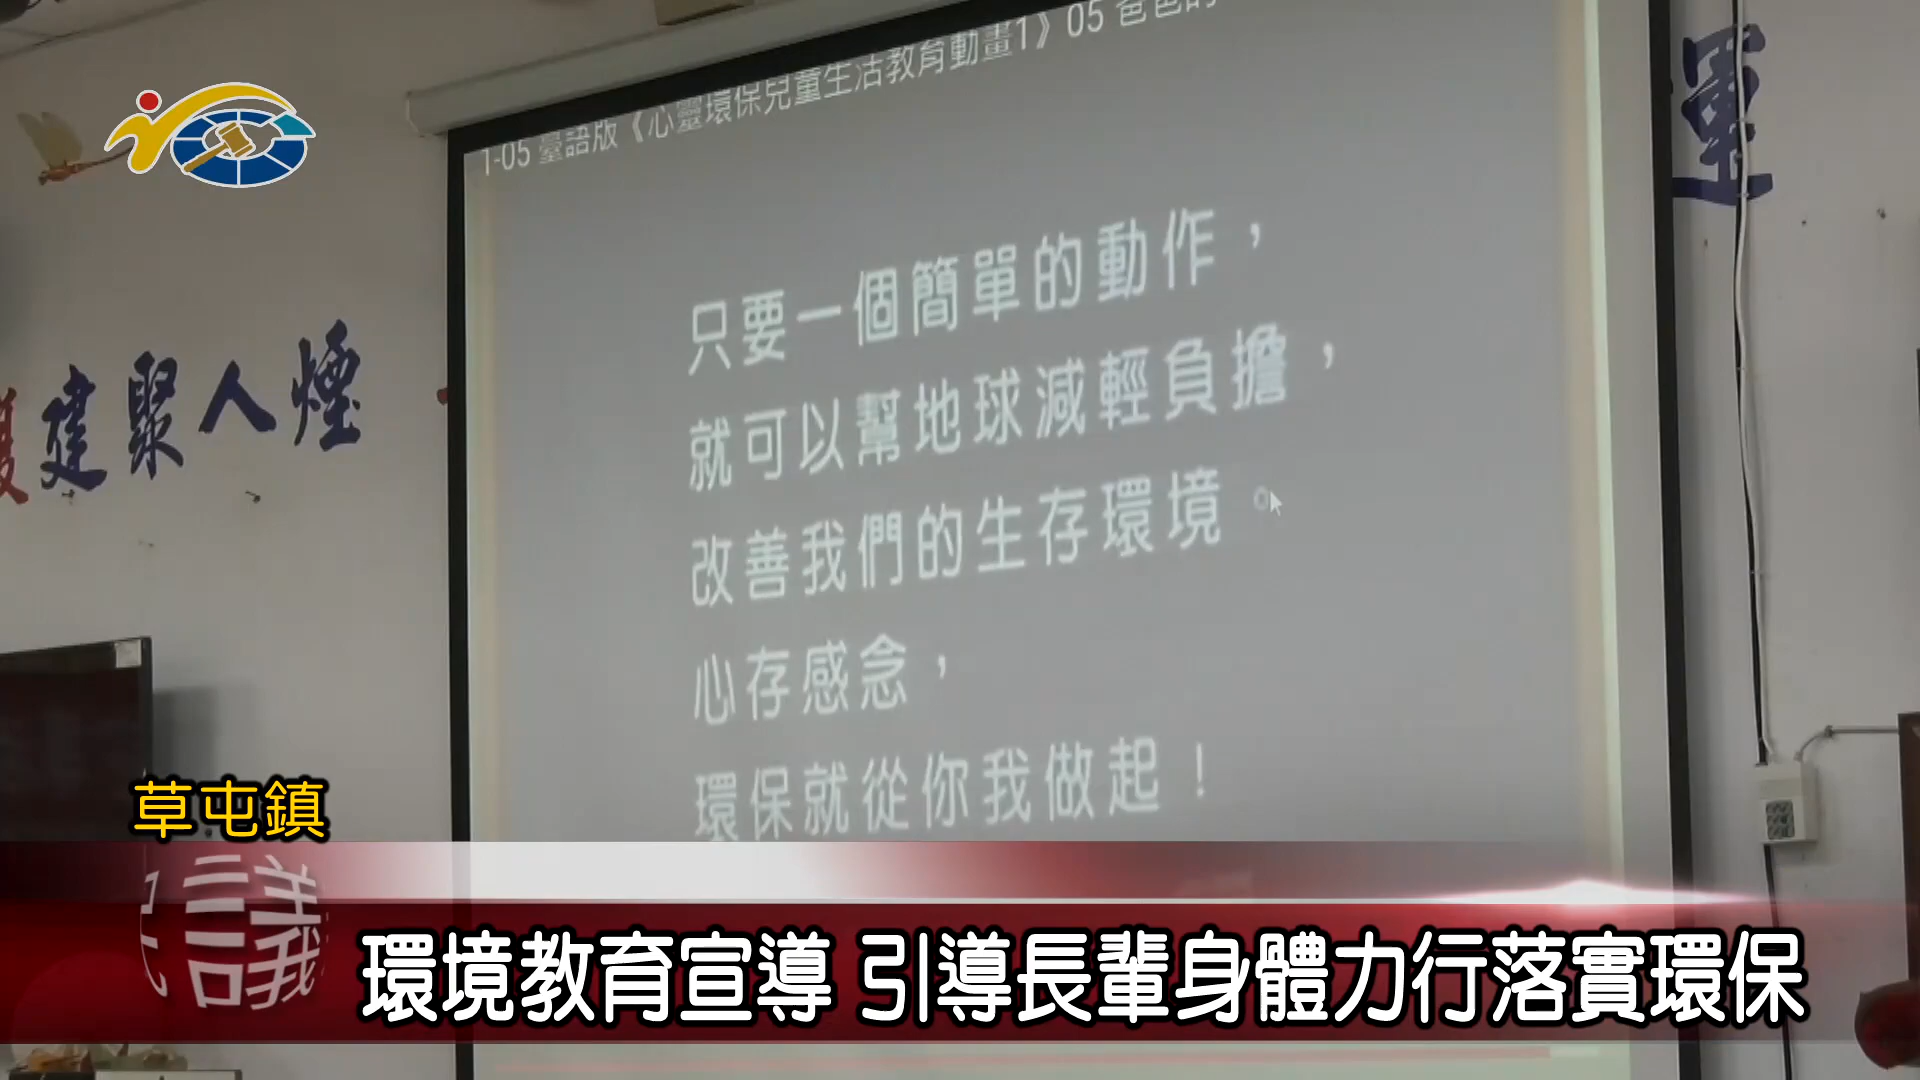 1-05 臺語版《心靈環保兒童生活教育動畫1》05 爸爸的
運
建聚人煙
只要一個簡單的動作，
就可以幫地球減輕負擔，
改善我們的生存環境。
心存感念，
環保就從你我做起！
草屯鎮
議
環境教育宣導 引導長輩身體力行落實環保